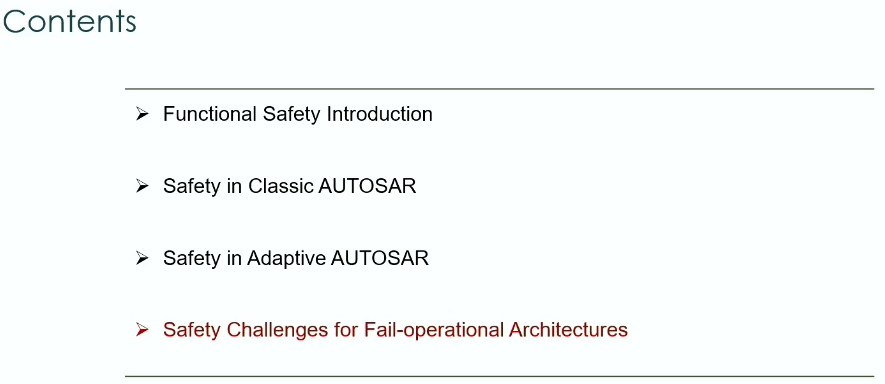 Contents
Functional Safety Introduction
Safety in Classic AUTOSAR
Safety in Adaptive AUTOSAR
Safety Challenges for Fail-operational Architectures